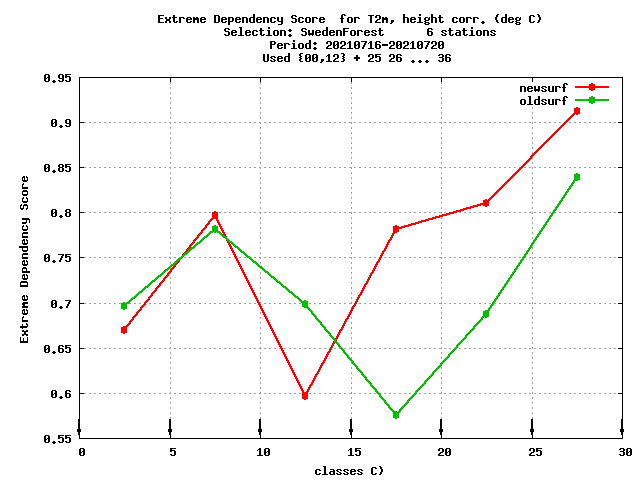 Extreme Dependency Score  for T2m, height corr. (deg C)
Selection: SwedenForest      6 stations
Period: 20210716-20210720
Used {00,12} + 25 26 ... 36
newsurf
oldsurf
Extreme Dependency Score
0.95
0.9
0.85
0.8
0.75
0.7
0.65
0.6
0.55
0 5 10 15 20 25 30
classes C)